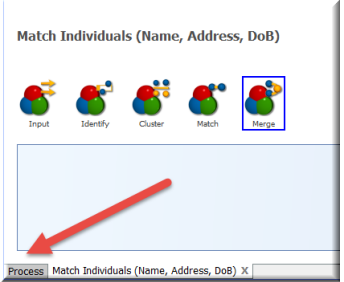 Match Individuals (Name, Address, DoB)
Input Identify Cluster Match Merge
Process Match Individuals (Name, Address, DoB) X